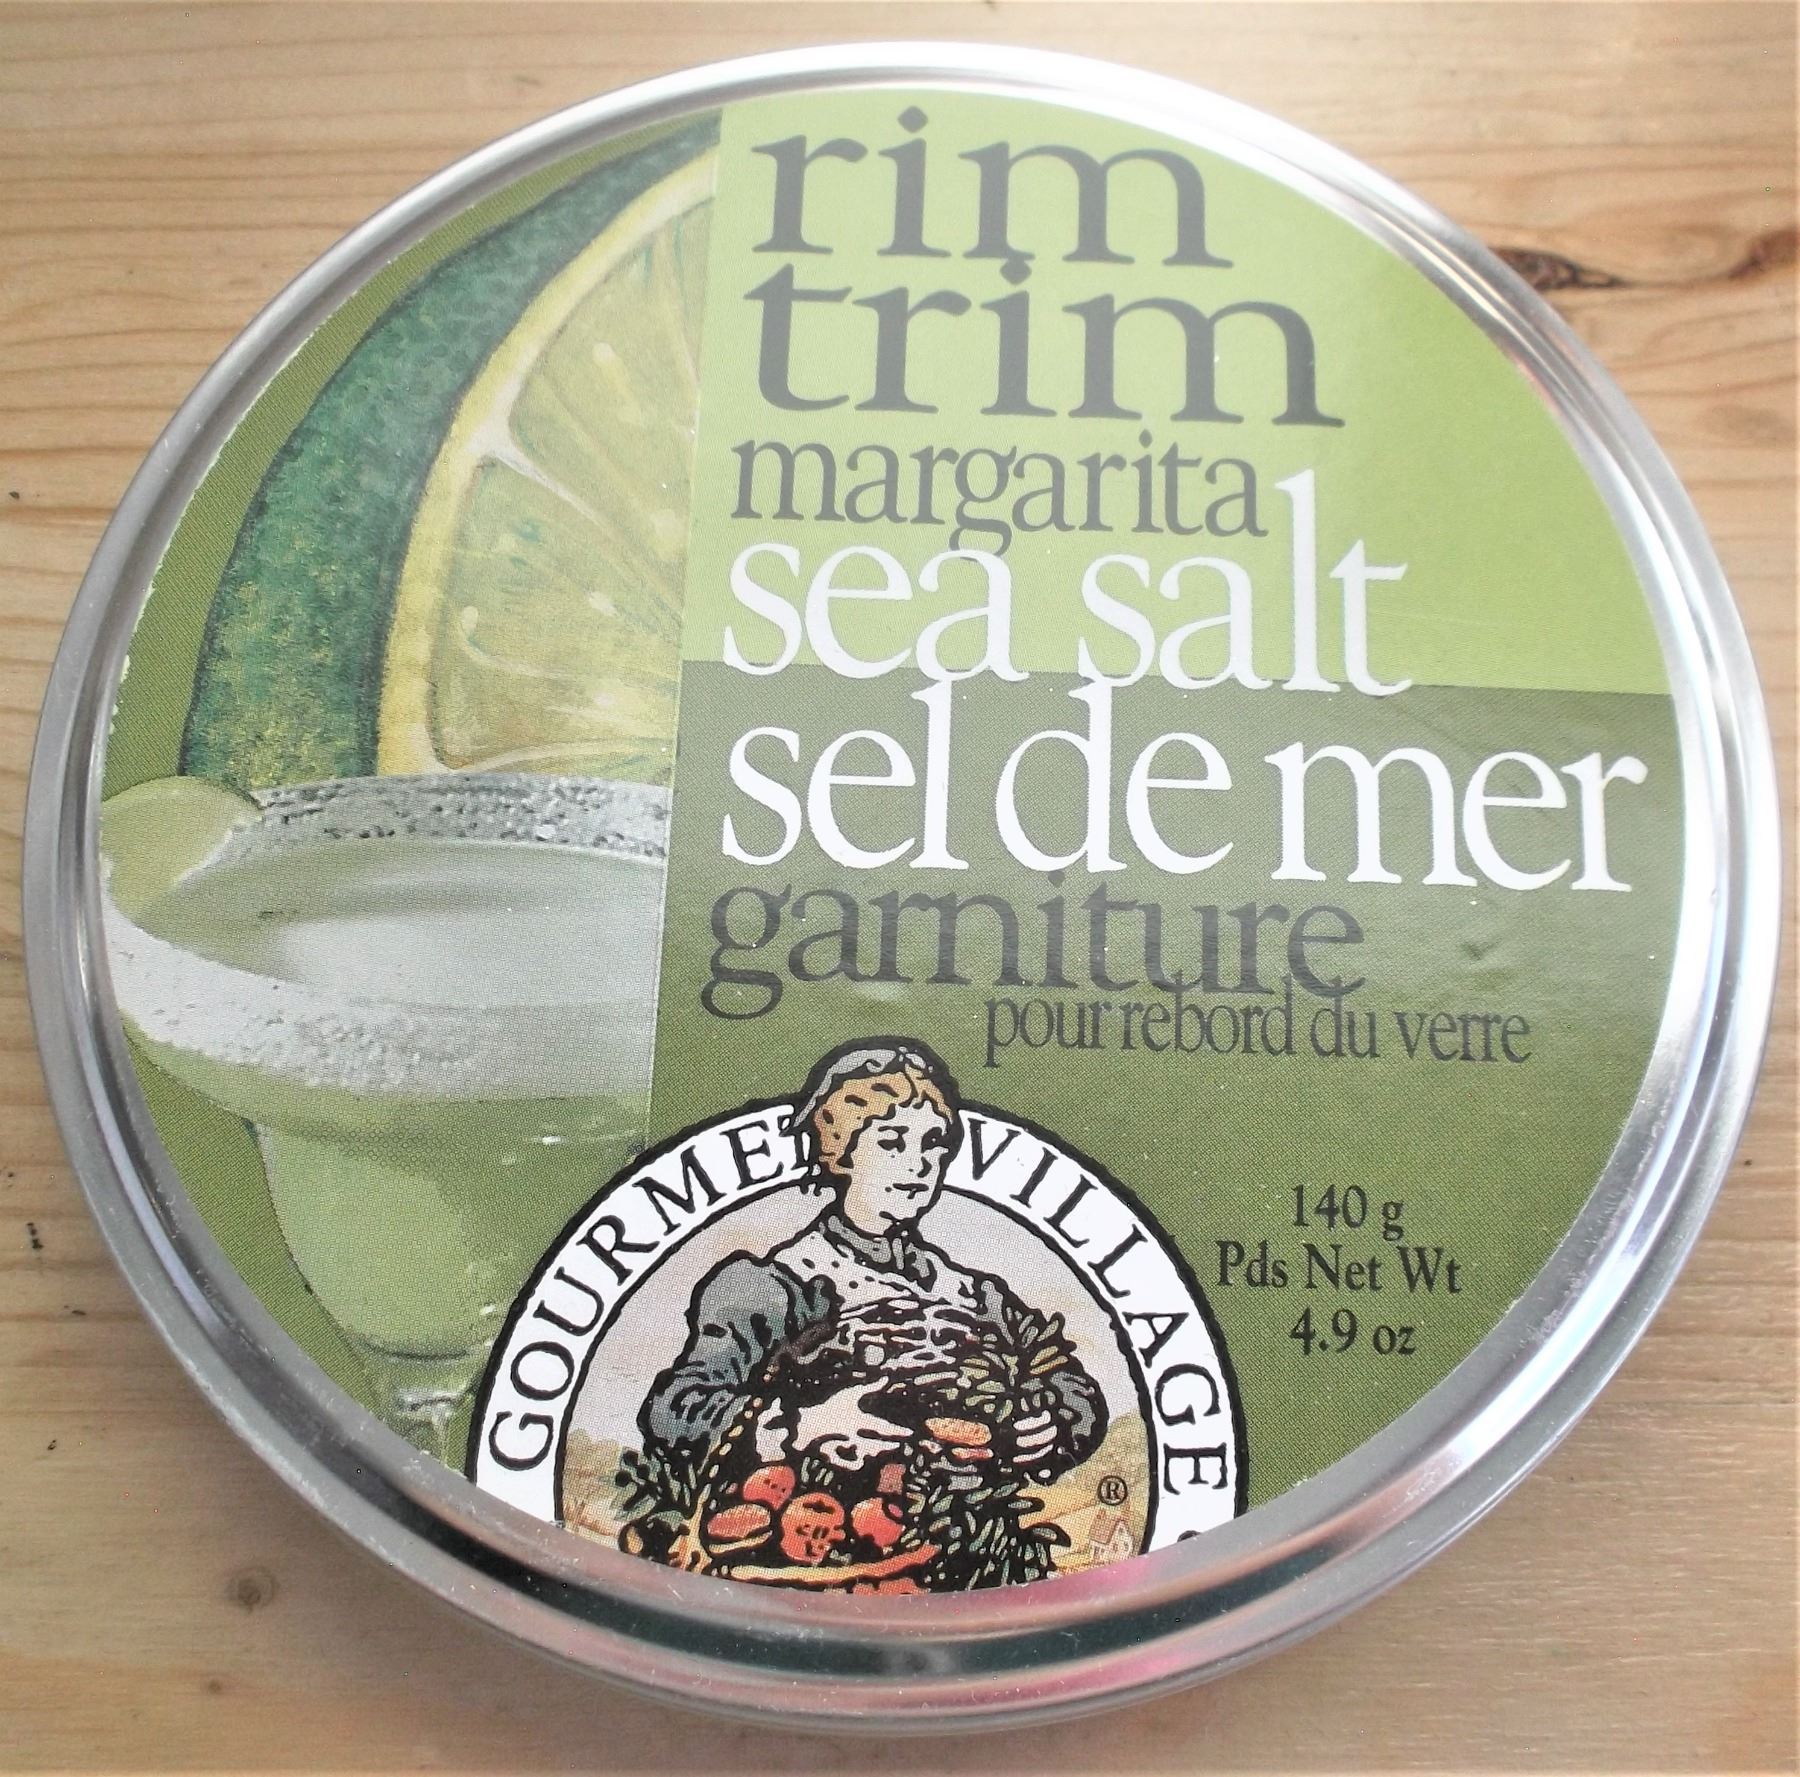 rim
trim
margarita
sea salt
sel de mer
garniture
pour rebord du verre
GOURMET VILLAGE
®
140 g
Pds Net Wt
4.9 oz